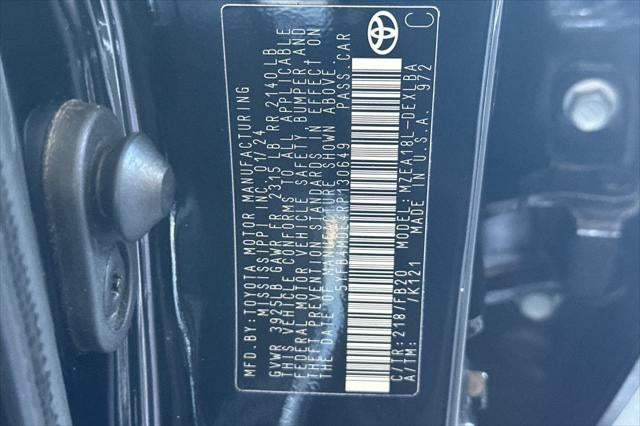 MFD.BY:TOYOTA MOTOR MANUFACTURING
MISSISSIPPI INC. 01/24
GVWR 3925LB GAWR FR 2315 LB RR 2140LB
THIS VEHICLE CONFORMS TO ALL APPLICABLE
FEDERAL MOTOR VEHICLE SAFETY, BUMPER,AND
THEFT PREVENTION STANDARDS IN EFFECT ON
THE DATE OF MANUFACTURE SHOWN ABOVE.
5YFB4MDE4RP130649 PASS.CAR
C/TR:2187/FB20 MODEL:MZEA18L-DEXLBA
A/TM: /K121 MADE IN U.S.A. 972
C